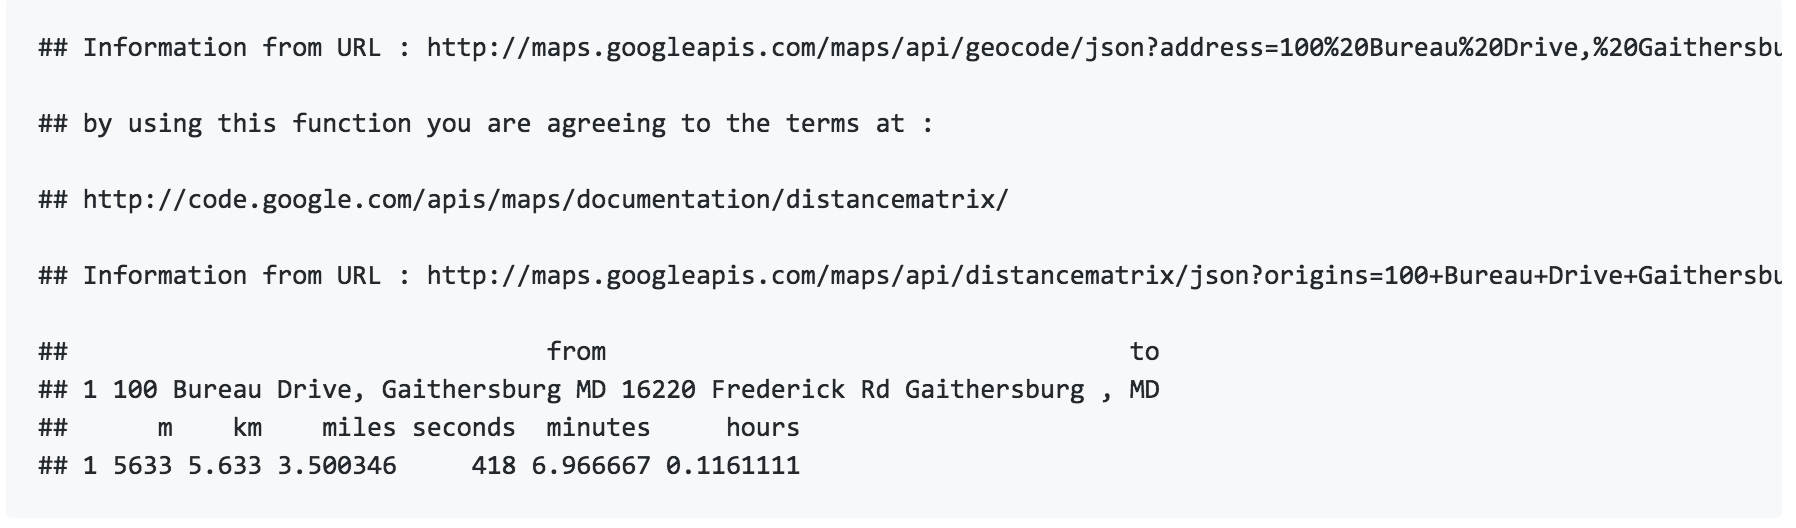 ## Information from URL : http://maps.googleapis.com/maps/api/geocode/json?address=100%20Bureau%20Drive,%20Gaithersbu
## by using this function you are agreeing to the terms at :
## http://code.google.com/apis/maps/documentation/distancematrix/
## Information from URL : http://maps.googleapis.com/maps/api/distancematrix/json?origins=100+Bureau+Drive+Gaithersbu
##                                from                                   to
## 1 100 Bureau Drive, Gaithersburg MD 16220 Frederick Rd Gaithersburg , MD
##      m    km    miles seconds  minutes     hours
## 1 5633 5.633 3.500346     418 6.966667 0.1161111